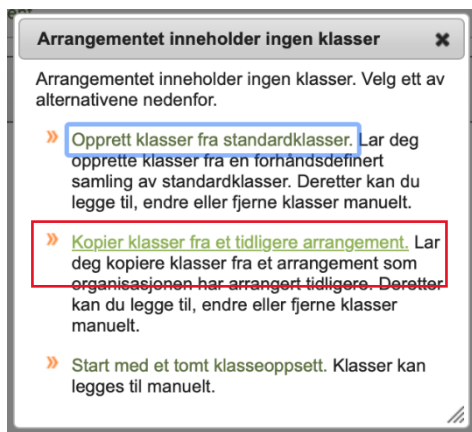 Arrangementet inneholder ingen klasser
Arrangementet inneholder ingen klasser. Velg ett av
alternativene nedenfor.
» Opprett klasser fra standardklasser. Lar deg
opprette klasser fra en forhåndsdefinert
samling av standardklasser. Deretter kan du
legge til, endre eller fjerne klasser manuelt.
» Kopier klasser fra et tidligere arrangement. Lar
deg kopiere klasser fra et arrangement som
organisasjonen har arrangert tidligere. Deretter
kan du legge til, endre eller fjerne klasser
manuelt.
» Start med et tomt klasseoppsett. Klasser kan
legges til manuelt.